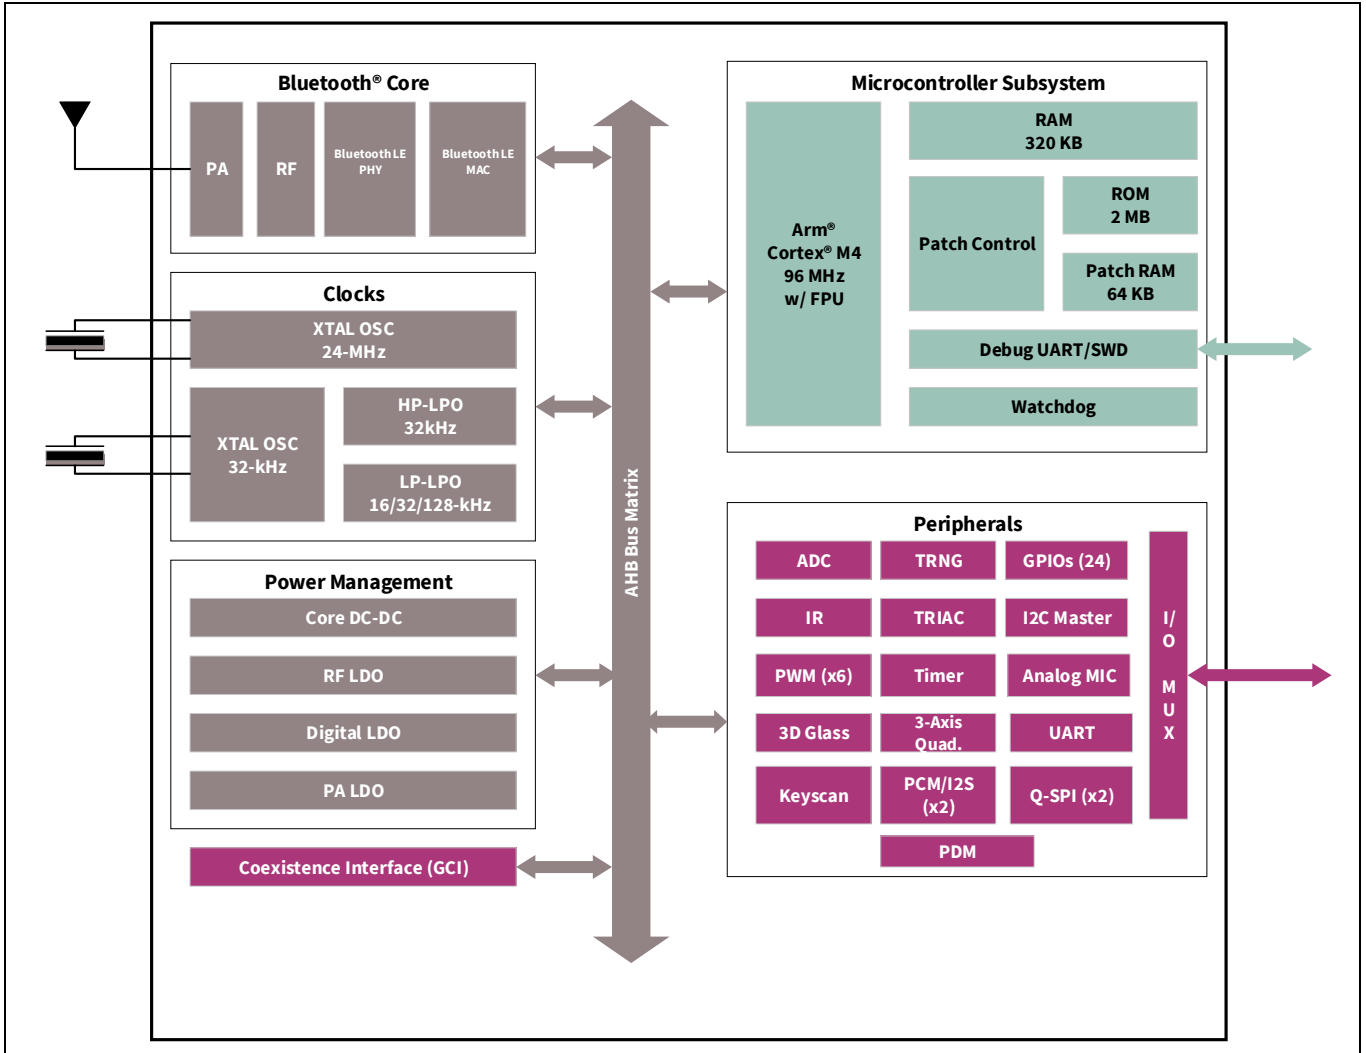 Bluetooth® Core
PA
RF
Bluetooth LE
PHY
Bluetooth LE
MAC
Clocks
XTAL OSC
24-MHz
XTAL OSC
32-kHz
HP-LPO
32kHz
LP-LPO
16/32/128-kHz
Power Management
Core DC-DC
RF LDO
Digital LDO
PA LDO
Coexistence Interface (GCI)
AHB Bus Matrix
Microcontroller Subsystem
Arm®
Cortex® M4
96 MHz
w/ FPU
RAM
320 KB
Patch Control
ROM
2 MB
Patch RAM
64 KB
Debug UART/SWD
Watchdog
Peripherals
ADC
TRNG
GPIOs (24)
IR
TRIAC
I2C Master
PWM (x6)
Timer
Analog MIC
3D Glass
3-Axis
Quad.
UART
Keyscan
PCM/I2S
(x2)
Q-SPI (x2)
PDM
I/
O
M
U
X